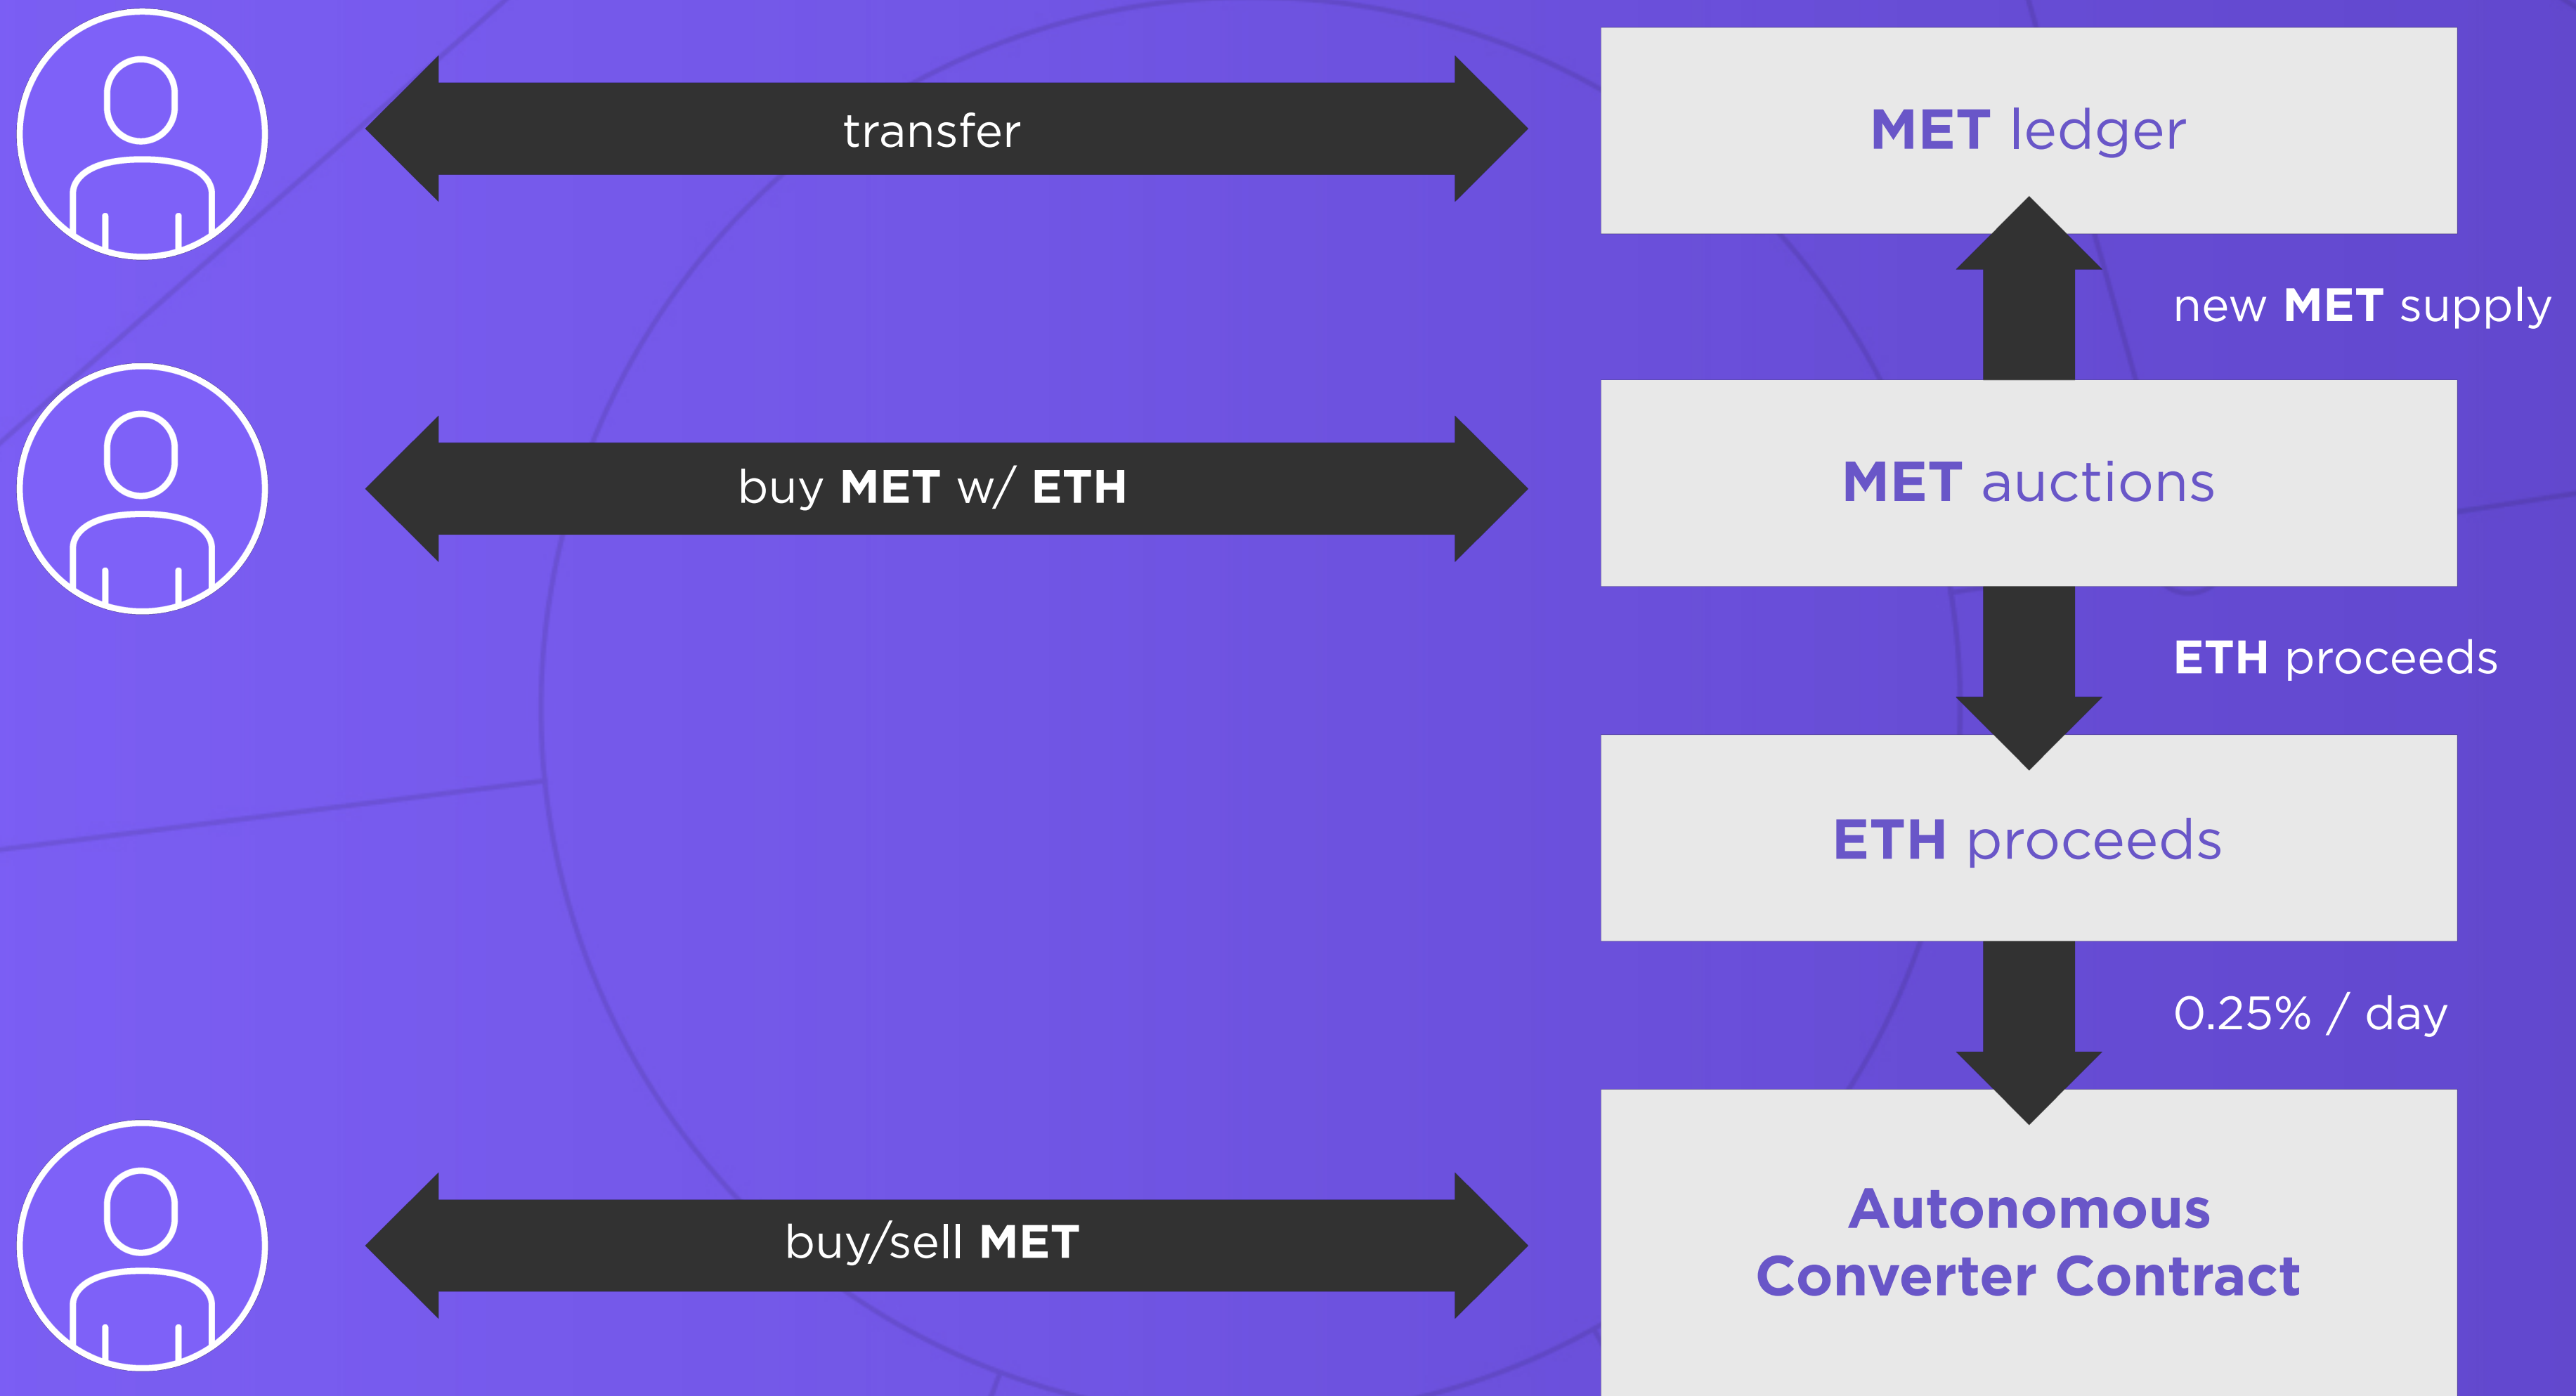 transfer
MET ledger
new MET supply
buy MET w/ ETH
MET auctions
ETH proceeds
ETH proceeds
0.25% / day
buy/sell MET
Autonomous
Converter Contract